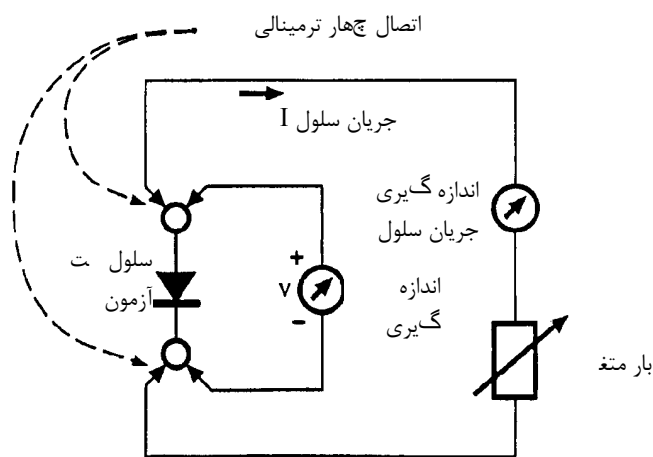 اتصال چهار ترمینالی
جریان سلول I
اندازه گیری
جریان سلول
سلول ت
آزمون
+
V
-
اندازه
گیری
بار متغ